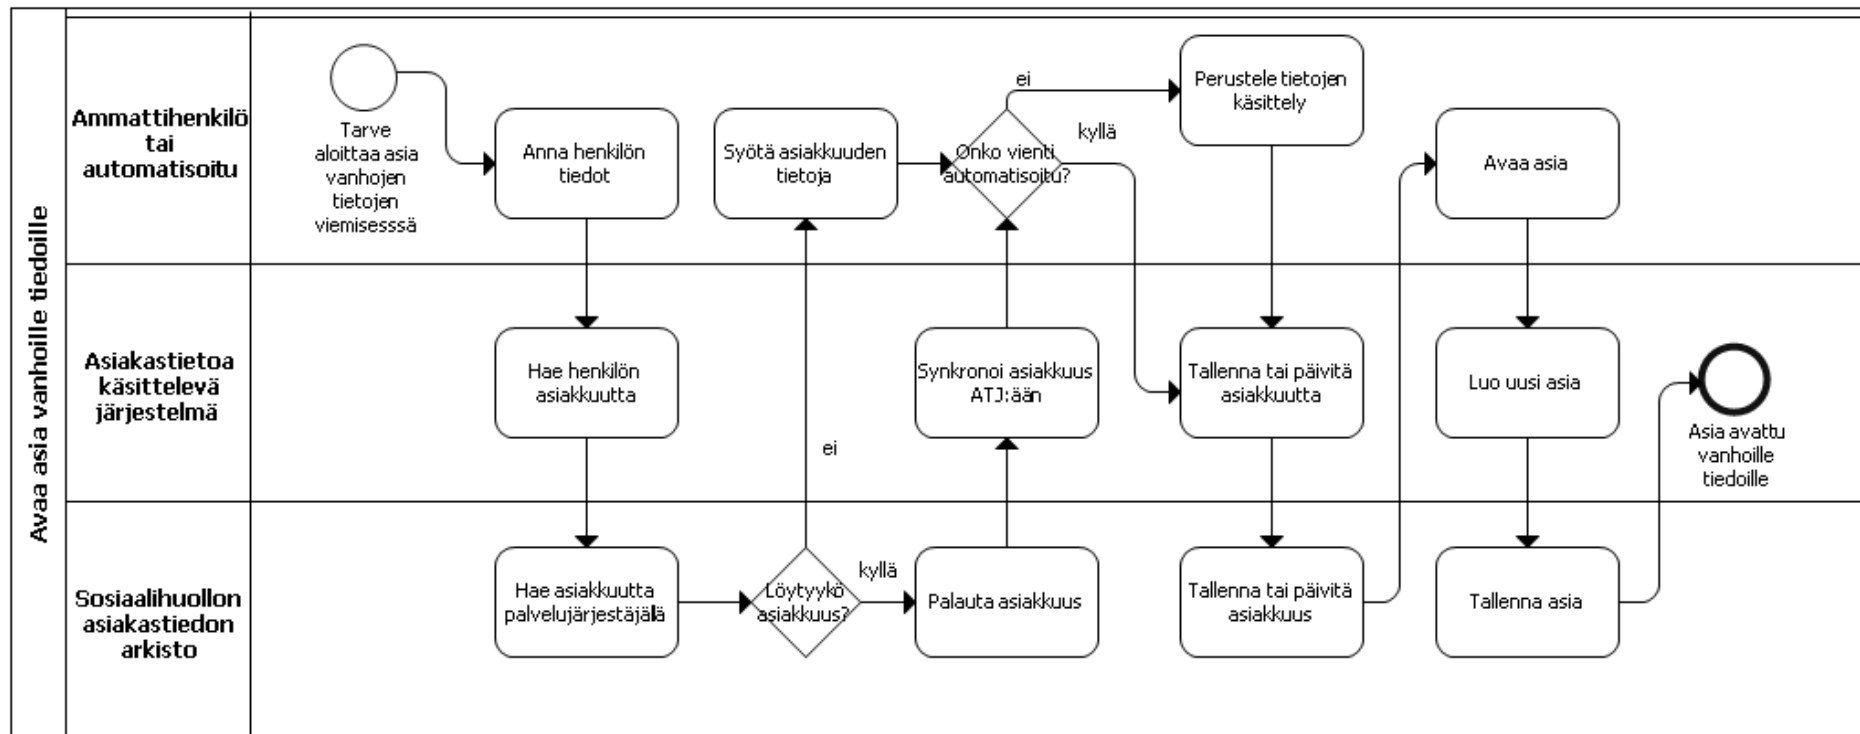 Avaa asia vanhoille tiedoille
Ammattihenkilö
tai
automatisoitu
Tarve
aloittaa asia
vanhojen
tietojen
viemisesssä
Anna henkilön
tiedot
Syötä asiakkuuden
tietoja
Onko vienti
automatisoitu?
ei
kyllä
Perustele tietojen
käsittely
Avaa asia
Asiakastietoa
käsittelevä
järjestelmä
Hae henkilön
asiakkuutta
ei
Synkronoi asiakkuus
ATJ:ään
Tallenna tai päivitä
asiakkuutta
Luo uusi asia
Asia avattu
vanhoille
tiedoille
Sosiaalihuollon
asiakastiedon
arkisto
Hae asiakkuutta
palvelujärjestäjälä
Löytyykö
asiakkuus?
kyllä
Palauta asiakkuus
Tallenna tai päivitä
asiakkuus
Tallenna asia